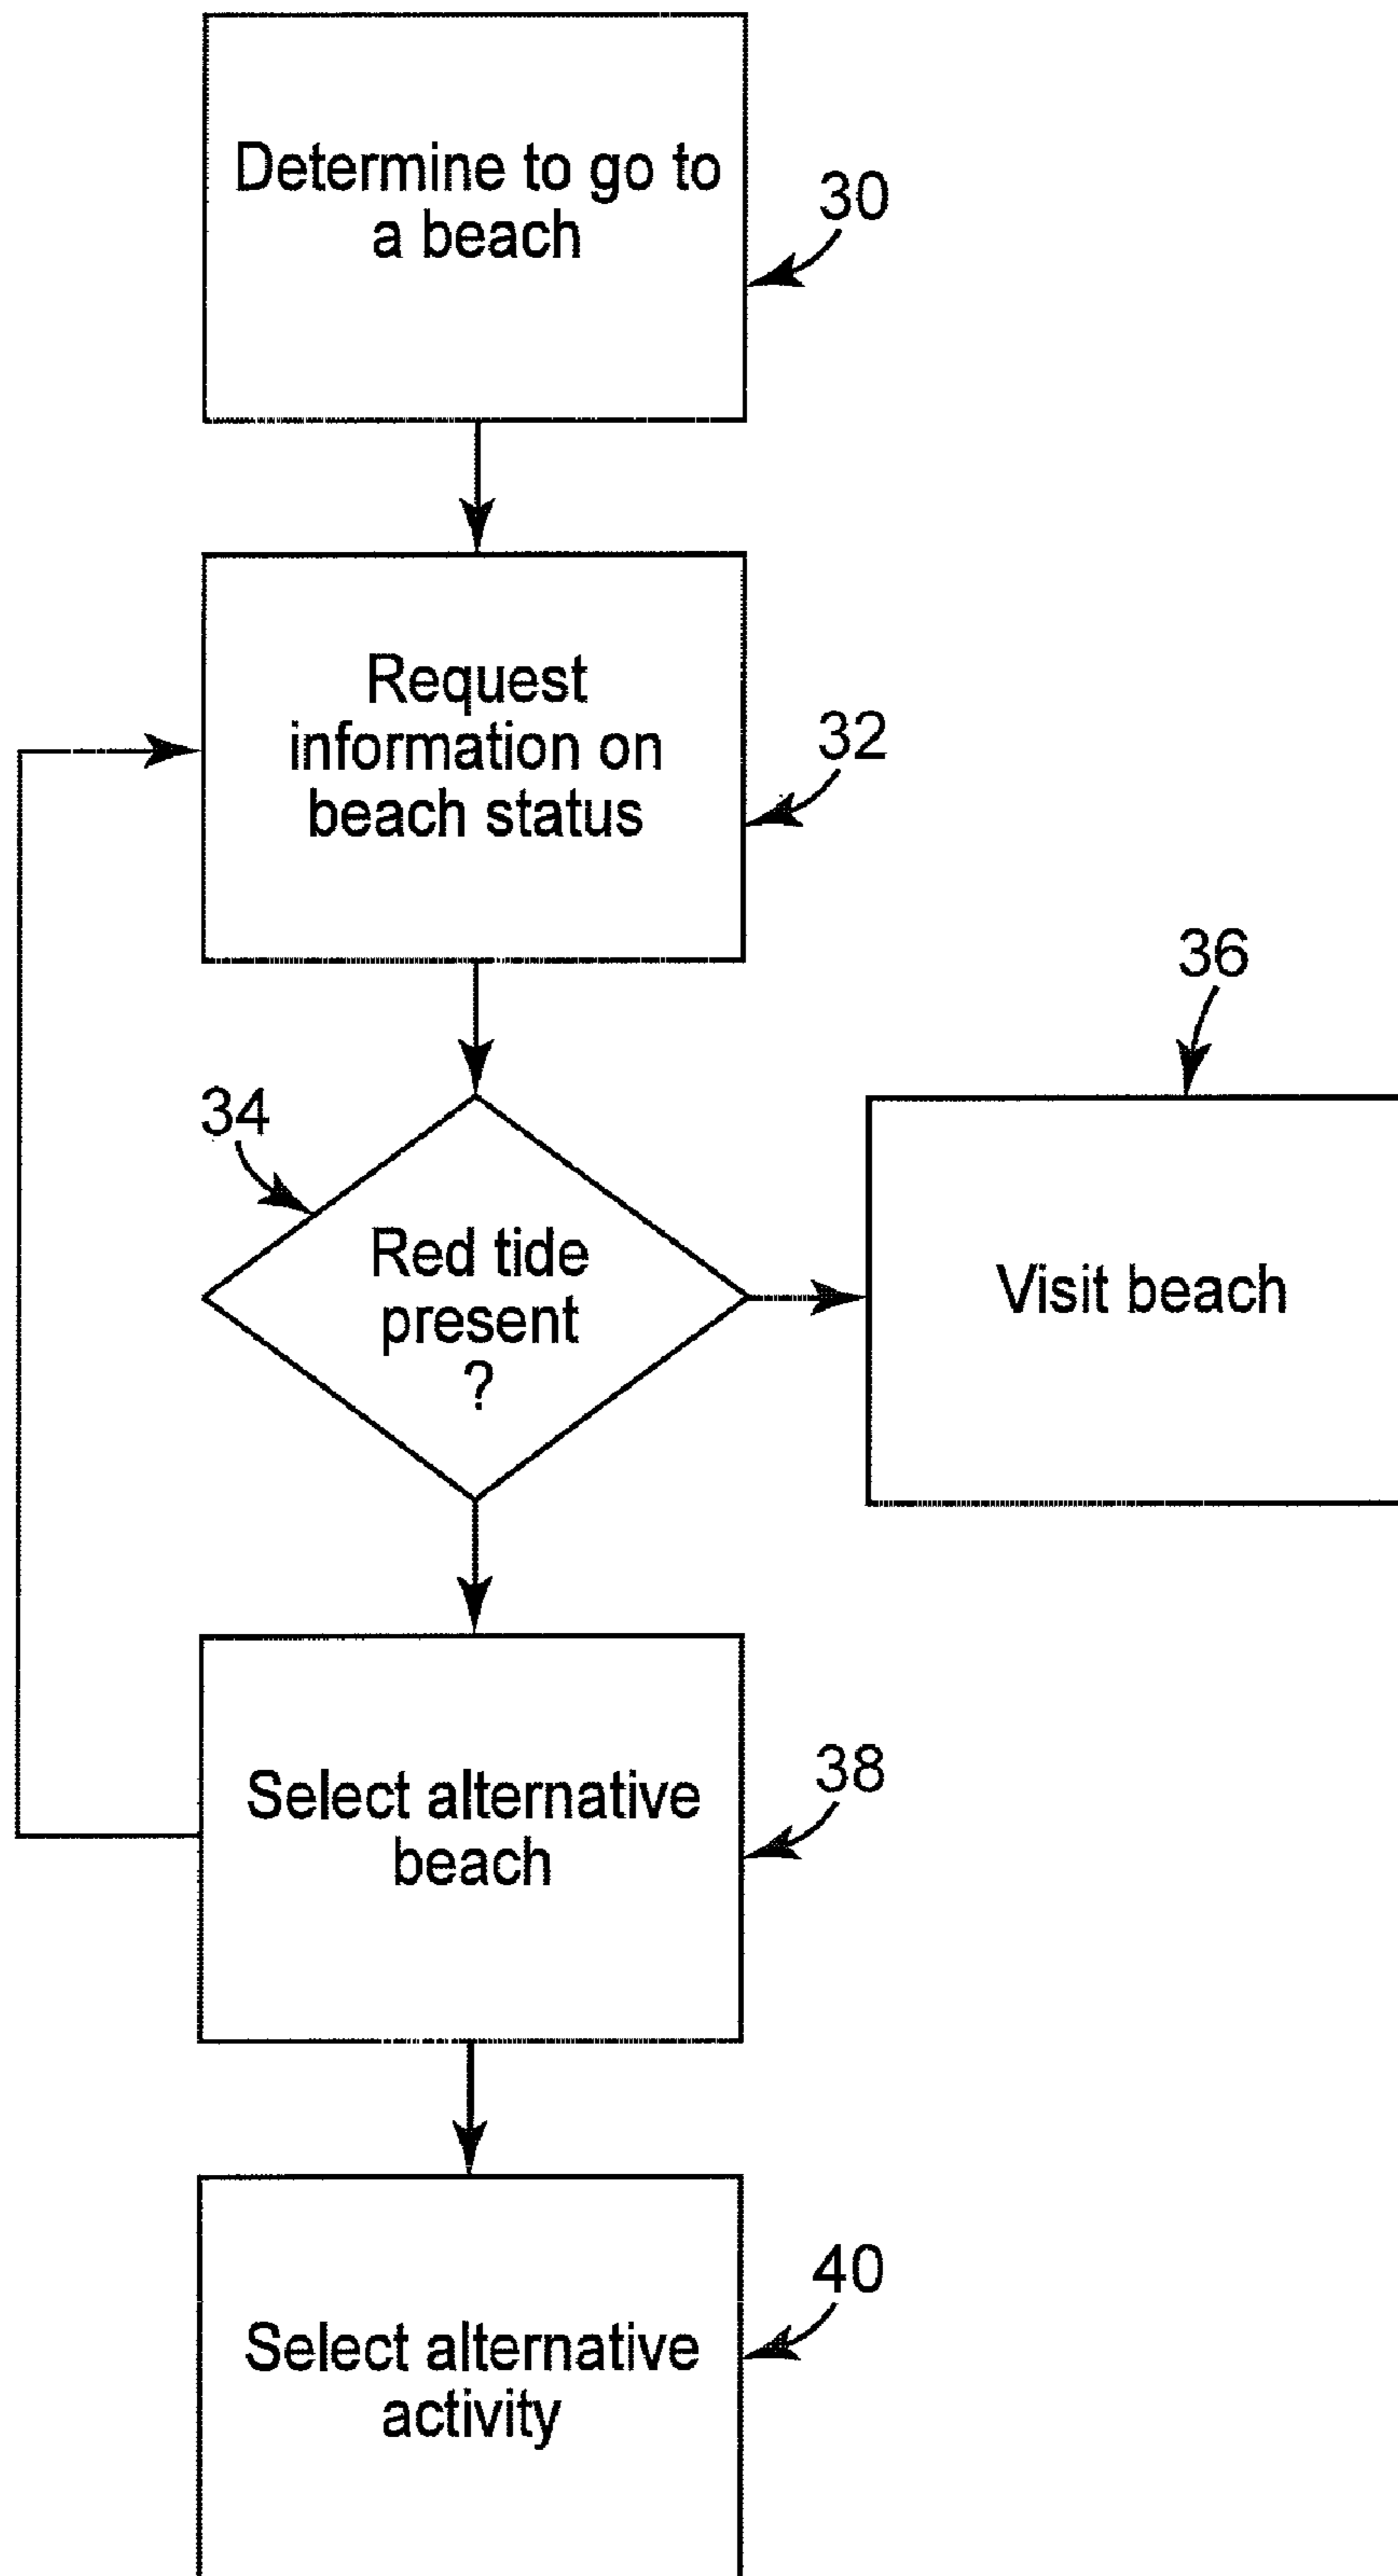 Determine to go to
a beach
30
Request
information on
beach status
32
36
34
Red tide
present
?
Visit beach
Select alternative
beach
38
Select alternative
activity
40